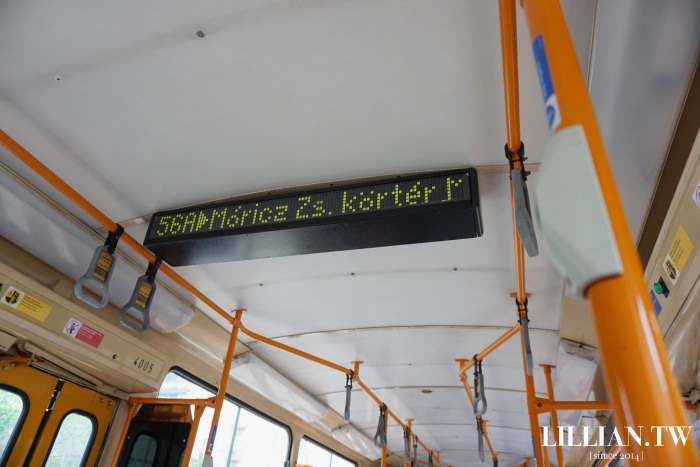 56A▶Móricz Zs. körtér
4005
LILLIAN.TW
| since 2014 |